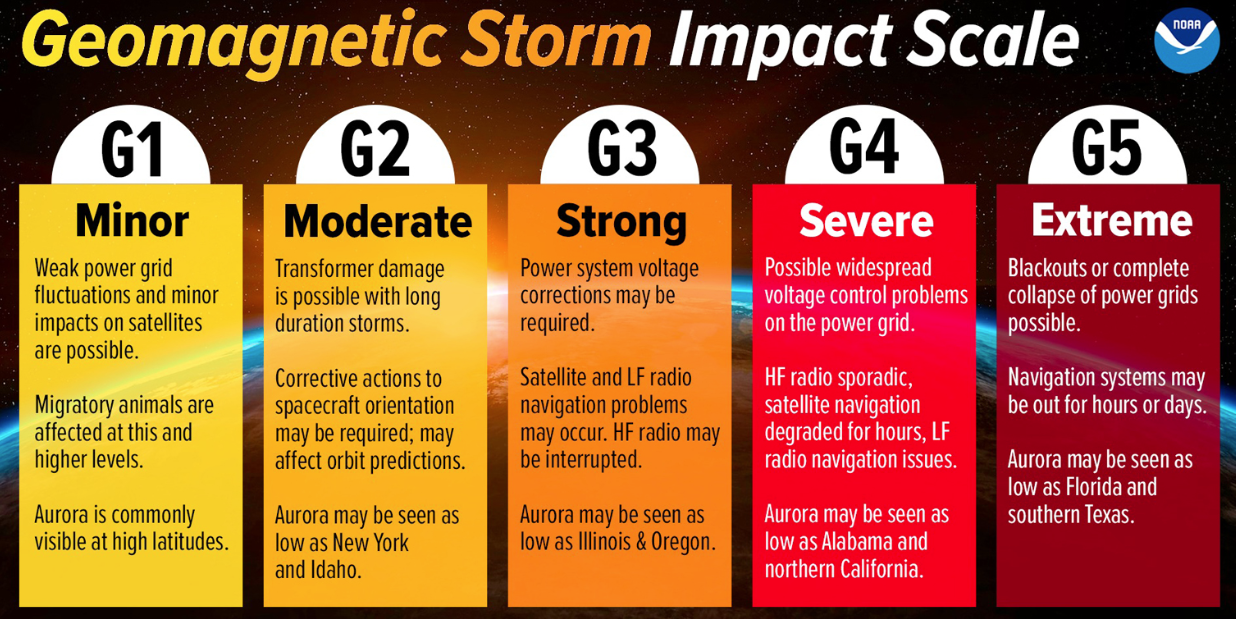 Geomagnetic Storm Impact Scale
NOAA
G1
Minor
Weak power grid
fluctuations and minor
impacts on satellites
are possible.
Migratory animals are
affected at this and
higher levels.
Aurora is commonly
visible at high latitudes.
G2
Moderate
Transformer damage
is possible with long
duration storms.
Corrective actions to
spacecraft orientation
may be required; may
affect orbit predictions.
Aurora may be seen as
low as New York
and Idaho.
G3
Strong
Power system voltage
corrections may be
required.
Satellite and LF radio
navigation problems
may occur. HF radio may
be interrupted.
Aurora may be seen as
low as Illinois & Oregon.
G4
Severe
Possible widespread
voltage control problems
on the power grid.
HF radio sporadic,
satellite navigation
degraded for hours, LF
radio navigation issues.
Aurora may be seen as
low as Alabama and
northern California.
G5
Extreme
Blackouts or complete
collapse of power grids
possible.
Navigation systems may
be out for hours or days.
Aurora may be seen as
low as Florida and
southern Texas.